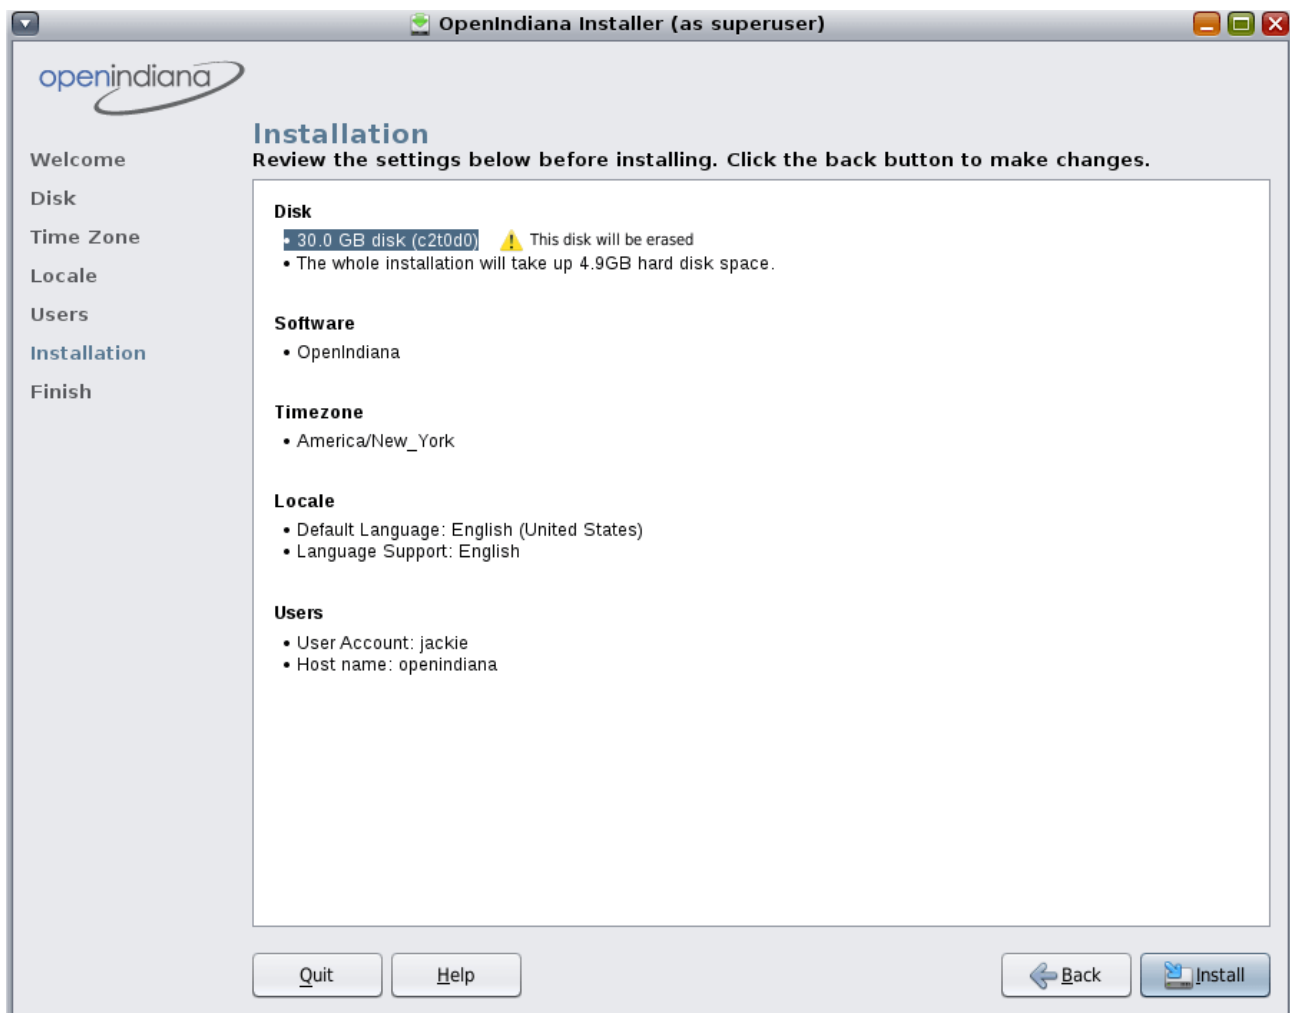 OpenIndiana Installer (as superuser)
openindiana
Installation
Review the settings below before installing. Click the back button to make changes.
Welcome
Disk
Time Zone
Locale
Users
Installation
Finish
Disk
• 30.0 GB disk (c2t0d0) This disk will be erased
• The whole installation will take up 4.9GB hard disk space.
Software
• OpenIndiana
Timezone
• America/New_York
Locale
• Default Language: English (United States)
• Language Support: English
Users
• User Account: jackie
• Host name: openindiana
Quit Help Back Install